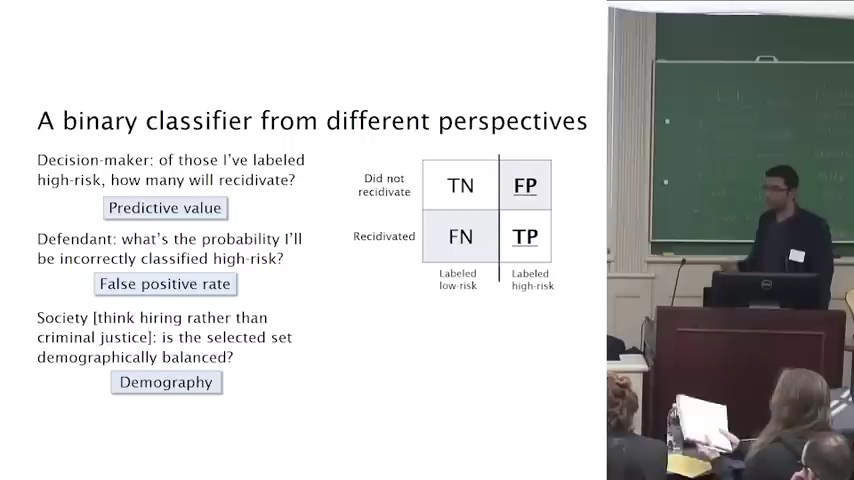 A binary classifier from different perspectives
Decision-maker: of those I've labeled
high-risk, how many will recidivate?
Predictive value
Defendant: what's the probability I'll
be incorrectly classified high-risk?
False positive rate
Society [think hiring rather than
criminal justice]: is the selected set
demographically balanced?
Demography
Did not
recidivate
TN
FP
Recidivated
FN
TP
Labeled
low-risk
Labeled
high-risk